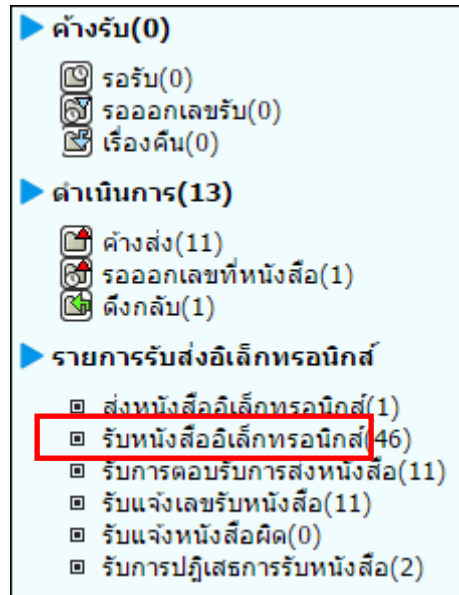 ค้างรับ(0)
รอรับ(0)
รอออกเลขรับ(0)
เรื่องคืน(0)
ดำเนินการ(13)
ค้างส่ง(11)
รอออกเลขที่หนังสือ(1)
ดึงกลับ(1)
รายการรับส่งอิเล็กทรอนิกส์
ส่งหนังสืออิเล็กทรอนิกส์(1)
รับหนังสืออิเล็กทรอนิกส์(46)
รับการตอบรับการส่งหนังสือ(11)
รับแจ้งเลขรับหนังสือ(11)
รับแจ้งหนังสือผิด(0)
รับการปฏิเสธการรับหนังสือ(2)